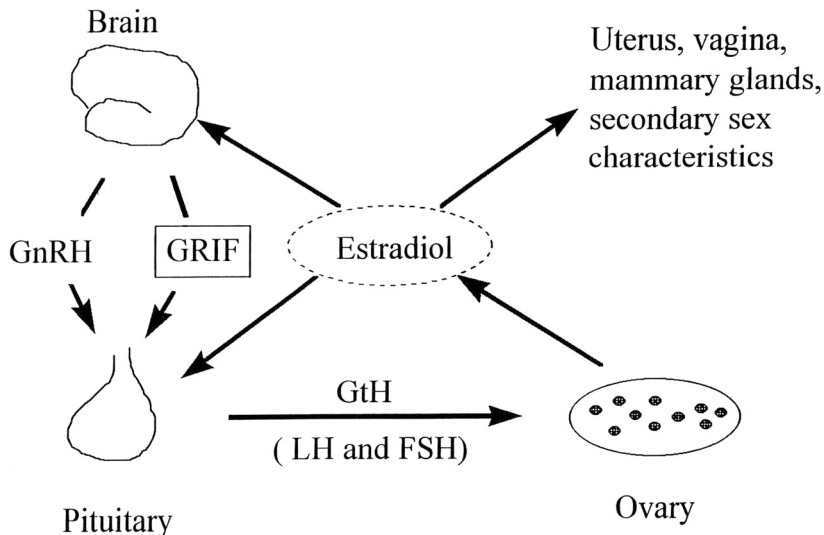 Brain
Uterus, vagina,
mammary glands,
secondary sex
characteristics
GnRH
GRIF
Estradiol
GtH
( LH and FSH)
Pituitary
Ovary